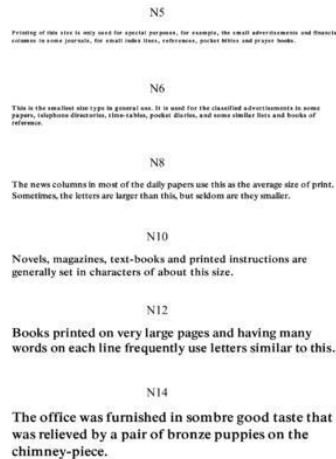 N5
Printing of this size is only used for special purposes, for example, the small advertisements and financial
columns in some journals, for small index lines, references, pocket bibles and prayer books.
N6
This is the smallest size type in general use. It is used for the classified advertisements in some
papers, telephone directories, time-tables, pocket diaries, and some similar lists and books of
reference.
N8
The news columns in most of the daily papers use this as the average size of print.
Sometimes, the letters are larger than this, but seldom are they smaller.
N10
Novels, magazines, text-books and printed instructions are
generally set in characters of about this size.
N12
Books printed on very large pages and having many
words on each line frequently use letters similar to this.
N14
The office was furnished in sombre good taste that
was relieved by a pair of bronze puppies on the
chimney-piece.